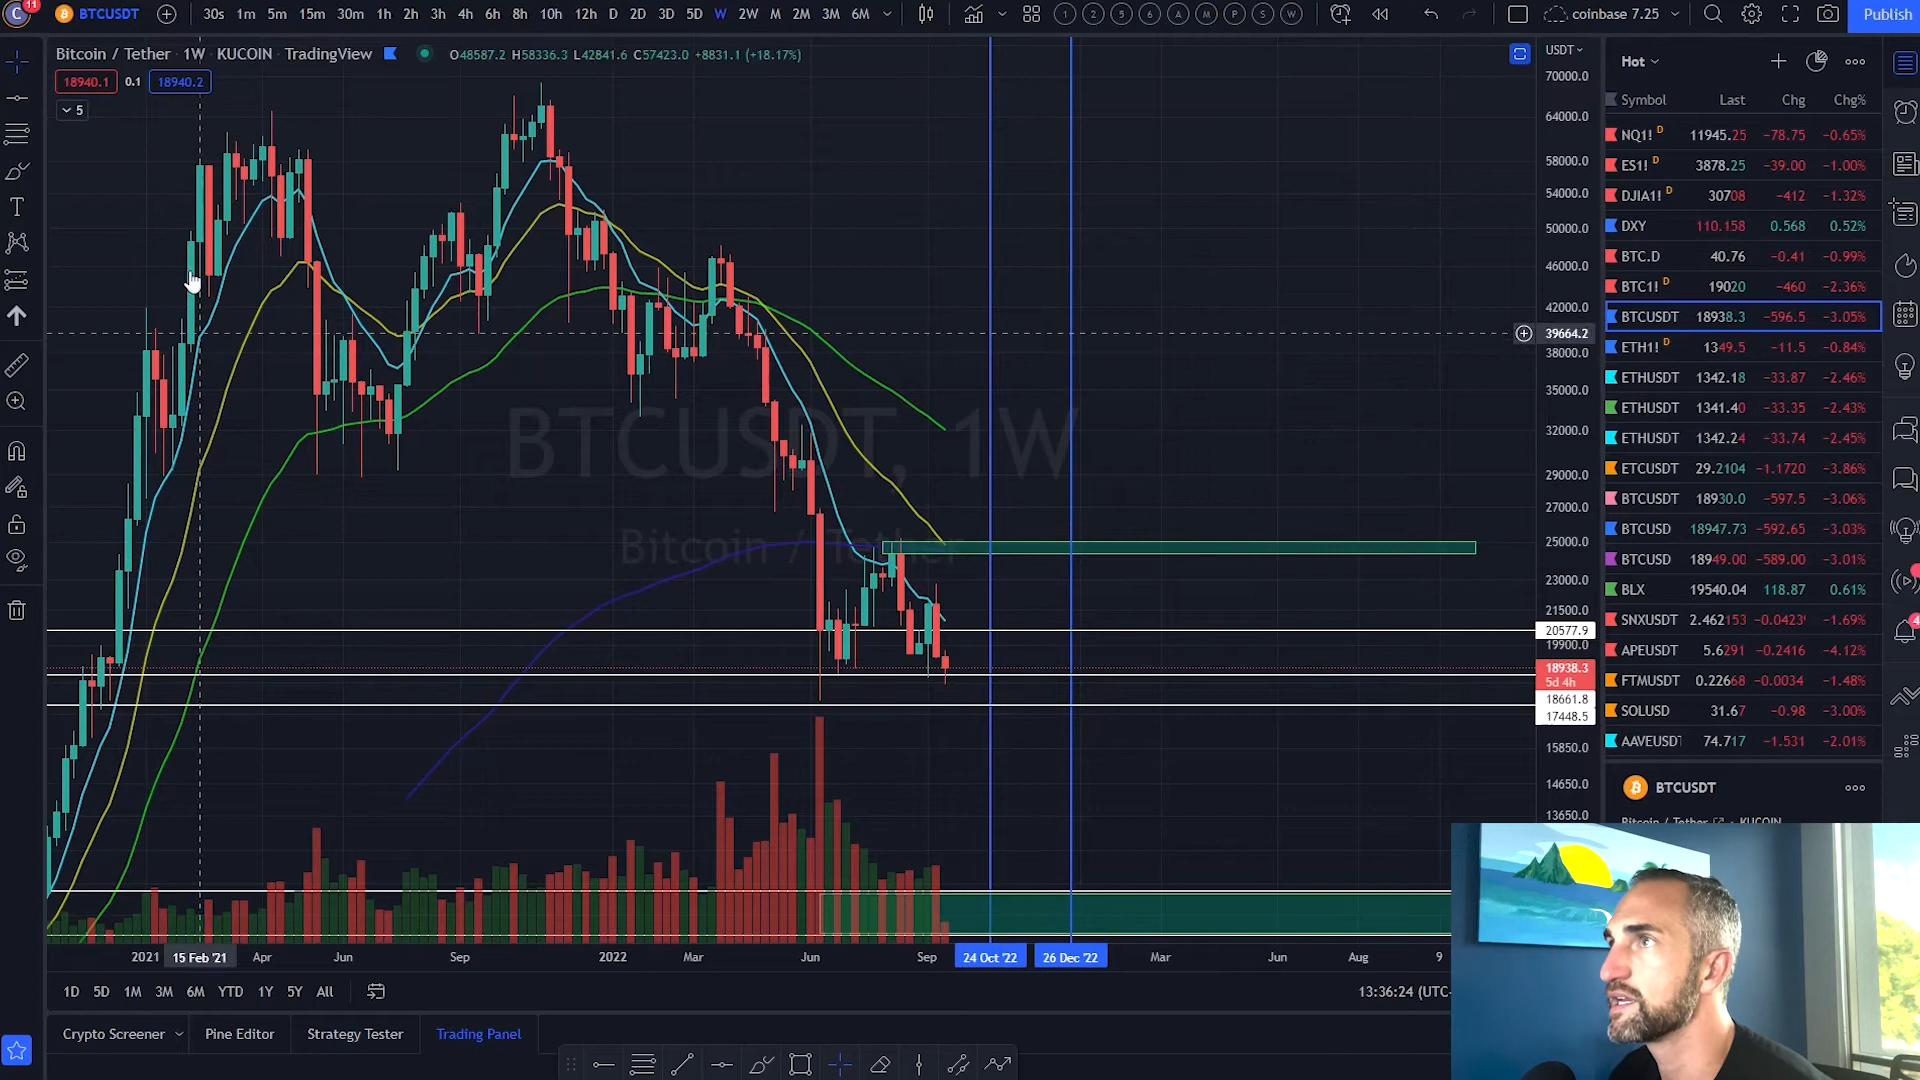 C 11 BTCUSDT 30s 1m 5m 15m 30m 1h 2h 3h 4h 6h 8h 10h 12h D 2D 3D 5D W 2W M 2M 3M 6M 1 2 5 6 A M P S W coinbase 7.25 Publish
Bitcoin / Tether · 1W · KUCOIN · TradingView O48587.2 H58336.3 L42841.6 C57423.0 +8831.1 (+18.17%)
18940.1 0.1 18940.2
5
USDT
70000.0
64000.0
58000.0
54000.0
50000.0
46000.0
42000.0
39664.2
38000.0
35000.0
32000.0
29000.0
27000.0
25000.0
23000.0
21500.0
20577.9
19900.0
18938.3
5d 4h
18661.8
17448.5
15850.0
14650.0
13650.0
BTCUSDT, 1W
Bitcoin / Tether
2021 15 Feb '21 Apr Jun Sep 2022 Mar Jun Sep 24 Oct '22 26 Dec '22 Mar Jun Aug 9
1D 5D 1M 3M 6M YTD 1Y 5Y All 13:36:24 (UTC-
Crypto Screener Pine Editor Strategy Tester Trading Panel
Hot
Symbol Last Chg Chg%
NQ1! D 11945.25 −78.75 −0.65%
ES1! D 3878.25 −39.00 −1.00%
DJIA1! D 30708 −412 −1.32%
DXY 110.158 0.568 0.52%
BTC.D 40.76 −0.41 −0.99%
BTC1! D 19020 −460 −2.36%
BTCUSDT 18938.3 −596.5 −3.05%
ETH1! D 1349.5 −11.5 −0.84%
ETHUSDT 1342.18 −33.87 −2.46%
ETHUSDT 1341.40 −33.35 −2.43%
ETHUSDT 1342.24 −33.74 −2.45%
ETCUSDT 29.2104 −1.1720 −3.86%
BTCUSDT 18930.0 −597.5 −3.06%
BTCUSD 18947.73 −592.65 −3.03%
BTCUSD 18949.00 −589.00 −3.01%
BLX 19540.04 118.87 0.61%
SNXUSDT 2.462153 −0.0423 −1.69%
APEUSDT 5.6291 −0.2416 −4.12%
FTMUSDT 0.22668 −0.0034 −1.48%
SOLUSD 31.67 −0.98 −3.00%
AAVEUSDT 74.717 −1.531 −2.01%
BTCUSDT
Bitcoin / Tether · KUCOIN
4